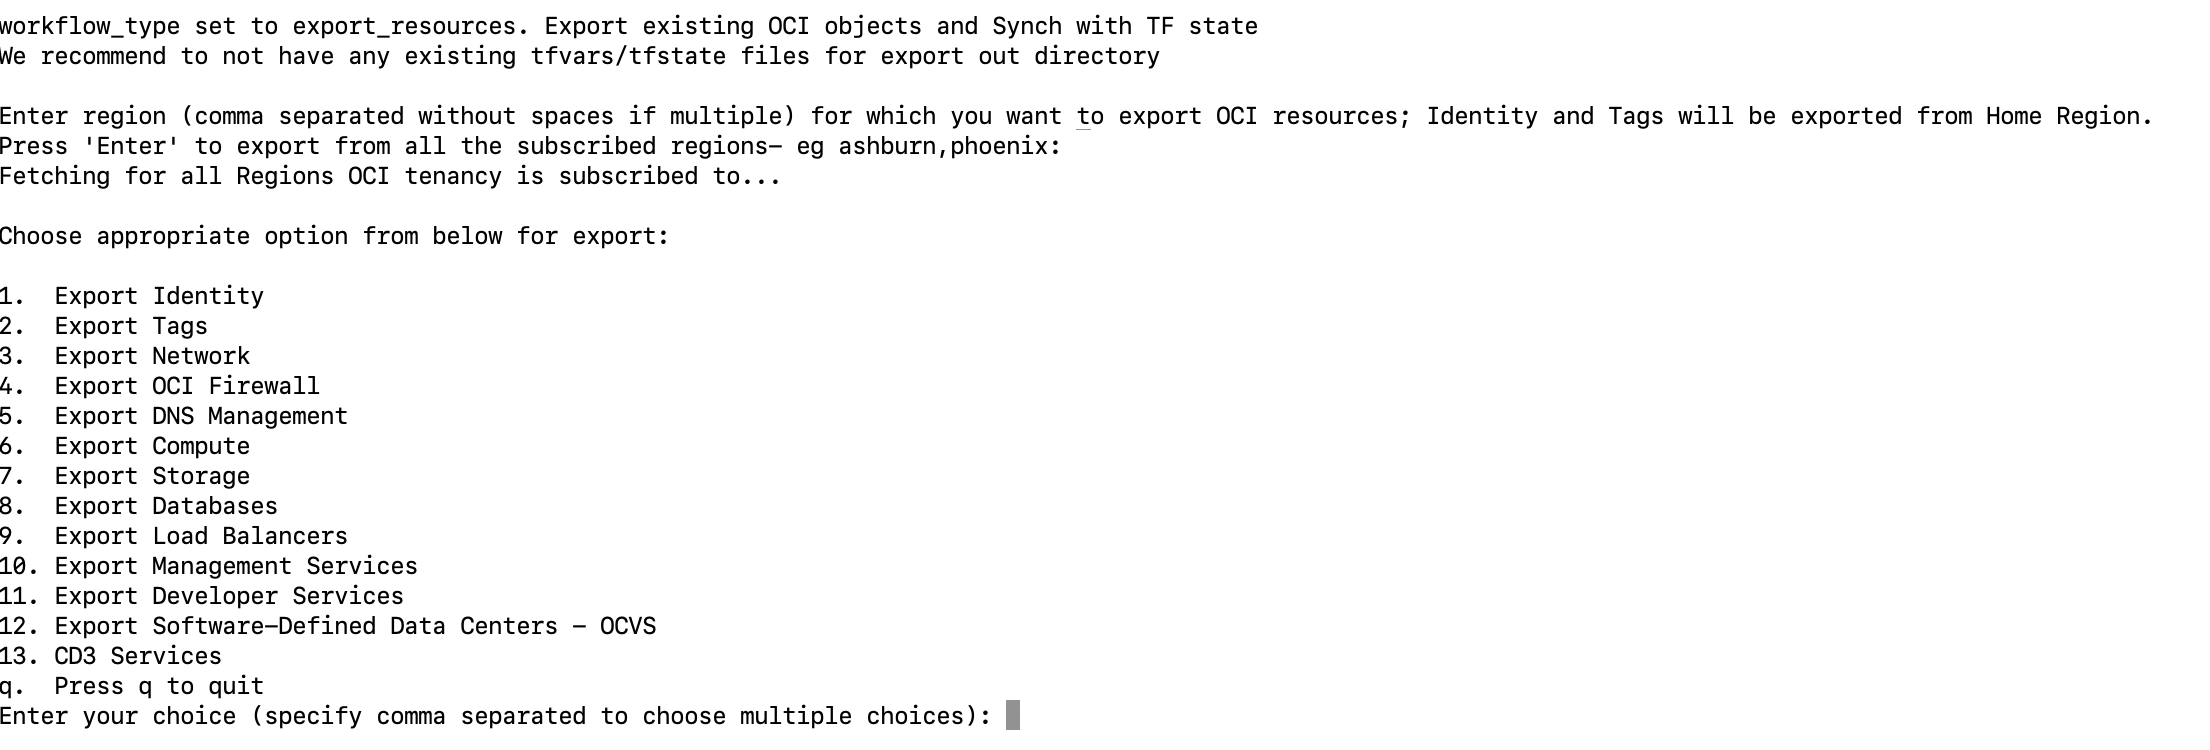 workflow_type set to export_resources. Export existing OCI objects and Synch with TF state
We recommend to not have any existing tfvars/tfstate files for export out directory
Enter region (comma separated without spaces if multiple) for which you want to export OCI resources; Identity and Tags will be exported from Home Region.
Press 'Enter' to export from all the subscribed regions- eg ashburn,phoenix:
Fetching for all Regions OCI tenancy is subscribed to...
Choose appropriate option from below for export:
1.  Export Identity
2.  Export Tags
3.  Export Network
4.  Export OCI Firewall
5.  Export DNS Management
6.  Export Compute
7.  Export Storage
8.  Export Databases
9.  Export Load Balancers
10. Export Management Services
11. Export Developer Services
12. Export Software-Defined Data Centers - OCVS
13. CD3 Services
q.  Press q to quit
Enter your choice (specify comma separated to choose multiple choices):